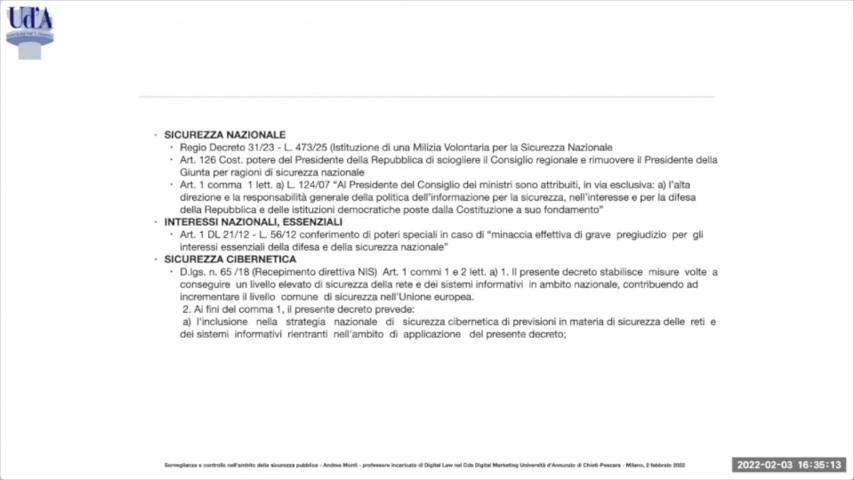 Ud'A
SICUREZZA NAZIONALE
Regio Decreto 31/23 - L. 473/25 (Istituzione di una Milizia Volontaria per la Sicurezza Nazionale
Art. 126 Cost. potere del Presidente della Repubblica di sciogliere il Consiglio regionale e rimuovere il Presidente della
Giunta per ragioni di sicurezza nazionale
Art. 1 comma 1 lett. a) L. 124/07 “Al Presidente del Consiglio dei ministri sono attribuiti, in via esclusiva: a) l'alta
direzione e la responsabilità generale della politica dell'informazione per la sicurezza, nell'interesse e per la difesa
della Repubblica e delle istituzioni democratiche poste dalla Costituzione a suo fondamento”
INTERESSI NAZIONALI, ESSENZIALI
Art. 1 DL 21/12 - L. 56/12 conferimento di poteri speciali in caso di “minaccia effettiva di grave pregiudizio per gli
interessi essenziali della difesa e della sicurezza nazionale”
SICUREZZA CIBERNETICA
D.lgs. n. 65 /18 (Recepimento direttiva NIS) Art. 1 commi 1 e 2 lett. a) 1. Il presente decreto stabilisce misure volte a
conseguire un livello elevato di sicurezza della rete e dei sistemi informativi in ambito nazionale, contribuendo ad
incrementare il livello comune di sicurezza nell'Unione europea.
2. Ai fini del comma 1, il presente decreto prevede:
a) l'inclusione nella strategia nazionale di sicurezza cibernetica di previsioni in materia di sicurezza delle reti e
dei sistemi informativi rientranti nell'ambito di applicazione del presente decreto;
Sorveglianza e controllo nell'ambito della sicurezza pubblica - Andrea Monti - professore incaricato di Digital Law nel Cds Digital Marketing Università d'Annunzio di Chieti-Pescara - Milano, 2 febbraio 2022
2022-02-03 16:35:13